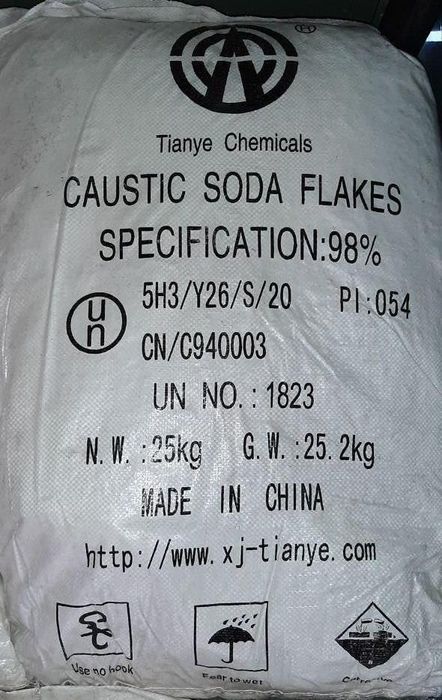 ®
Tianye Chemicals
CAUSTIC SODA FLAKES
SPECIFICATION:98%
un 5H3/Y26/S/20 PI:054
CN/C940003
UN NO.: 1823
N.W.:25kg G.W.:25.2kg
MADE IN CHINA
http://www.xj-tianye.com
Use no hook
Fear to wet